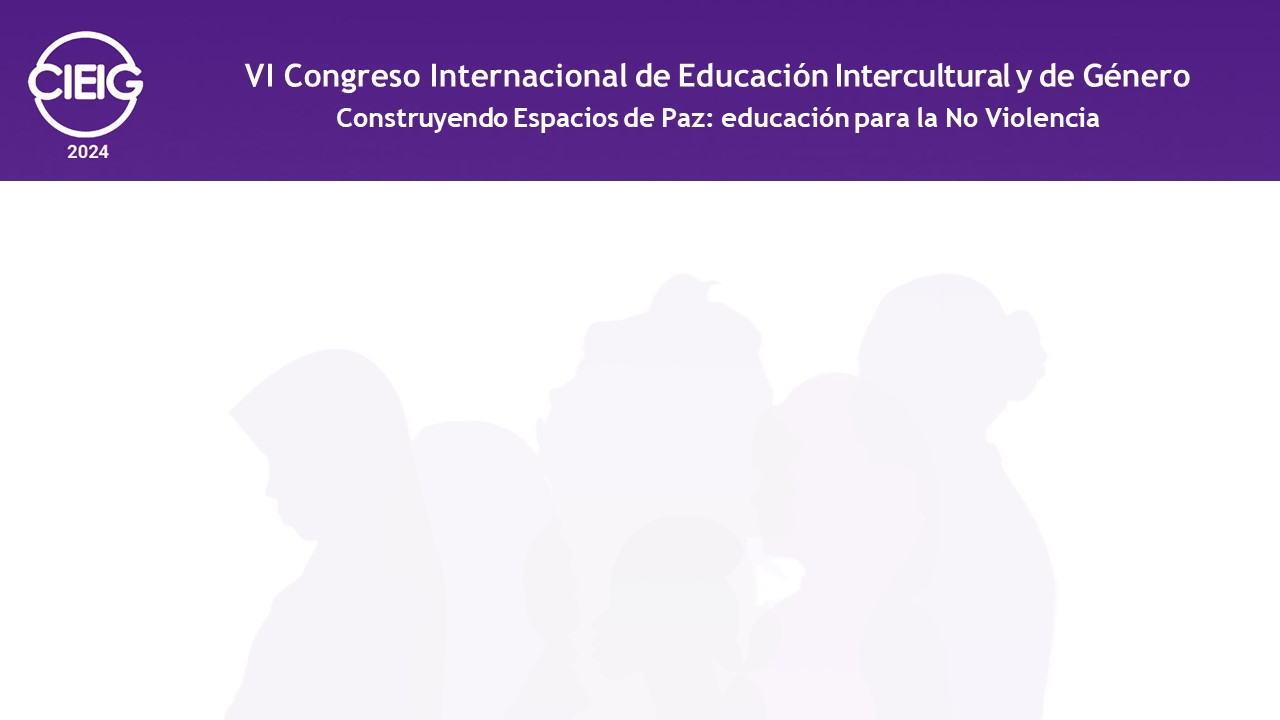 CIEIG
2024
VI Congreso Internacional de Educación Intercultural y de Género
Construyendo Espacios de Paz: educación para la No Violencia